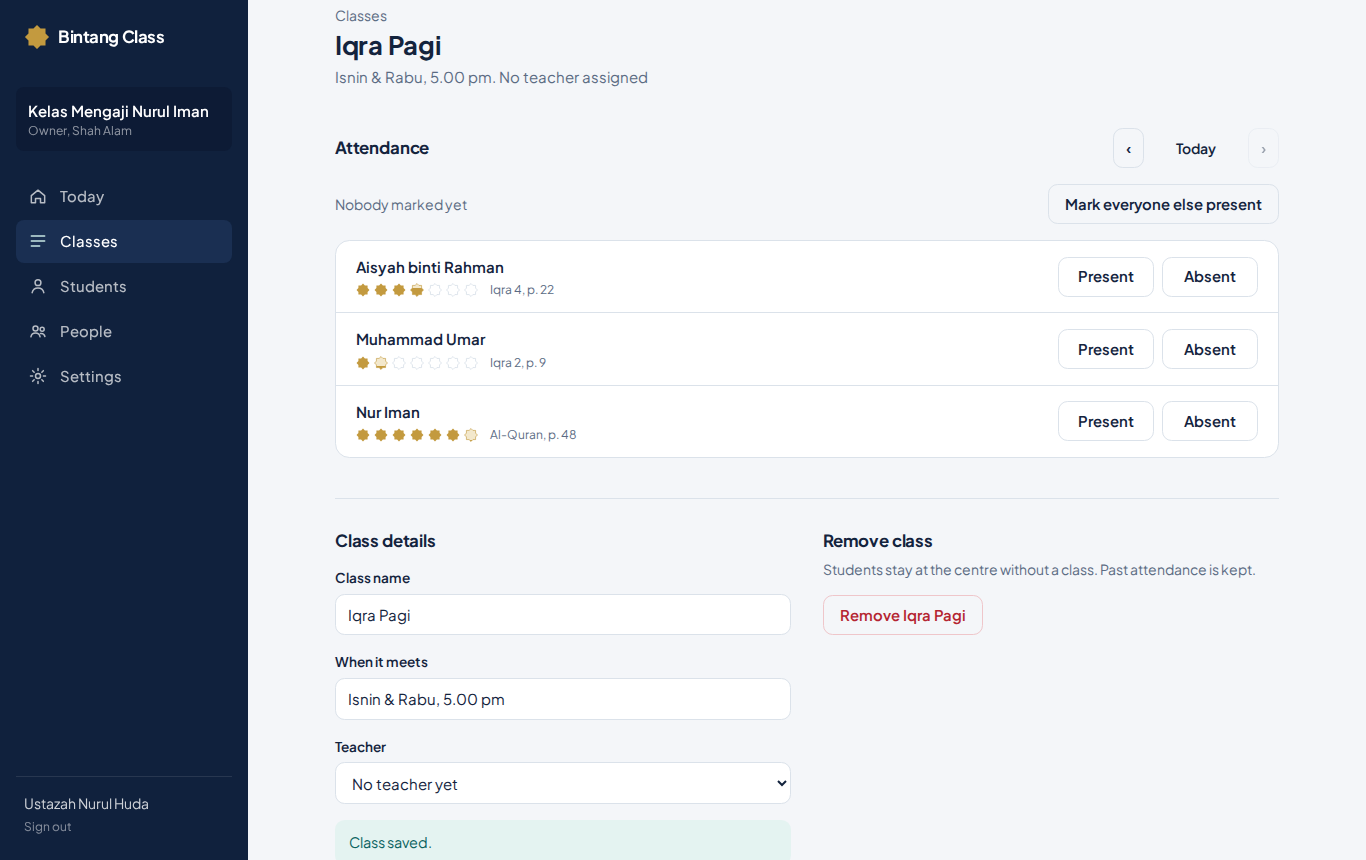 Bintang Class
Kelas Mengaji Nurul Iman
Owner, Shah Alam
Today
Classes
Students
People
Settings
Ustazah Nurul Huda
Sign out
Classes
Iqra Pagi
Isnin & Rabu, 5.00 pm. No teacher assigned
Attendance
‹ Today ›
Nobody marked yet
Mark everyone else present
Aisyah binti Rahman
Iqra 4, p. 22
Present Absent
Muhammad Umar
Iqra 2, p. 9
Present Absent
Nur Iman
Al-Quran, p. 48
Present Absent
Class details
Class name
Iqra Pagi
When it meets
Isnin & Rabu, 5.00 pm
Teacher
No teacher yet
Class saved.
Remove class
Students stay at the centre without a class. Past attendance is kept.
Remove Iqra Pagi